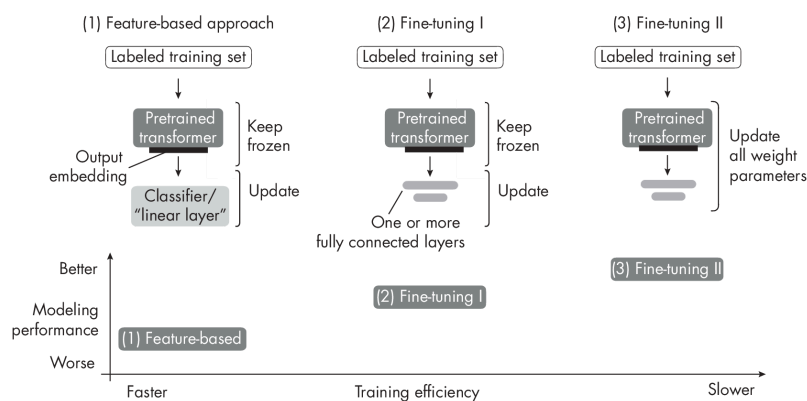 (1) Feature-based approach
Labeled training set
Pretrained
transformer
Keep
frozen
Output
embedding
Classifier/
“linear layer”
Update
(2) Fine-tuning I
Labeled training set
Pretrained
transformer
Keep
frozen
Update
One or more
fully connected layers
(3) Fine-tuning II
Labeled training set
Pretrained
transformer
Update
all weight
parameters
Better
Modeling
performance
Worse
(1) Feature-based
(2) Fine-tuning I
(3) Fine-tuning II
Faster
Training efficiency
Slower